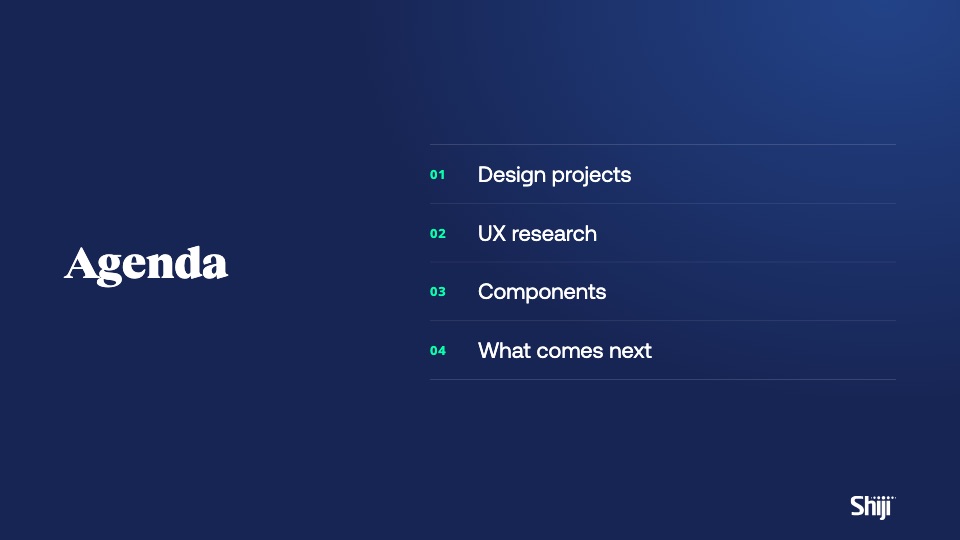 Agenda
01 Design projects
02 UX research
03 Components
04 What comes next
Shiji